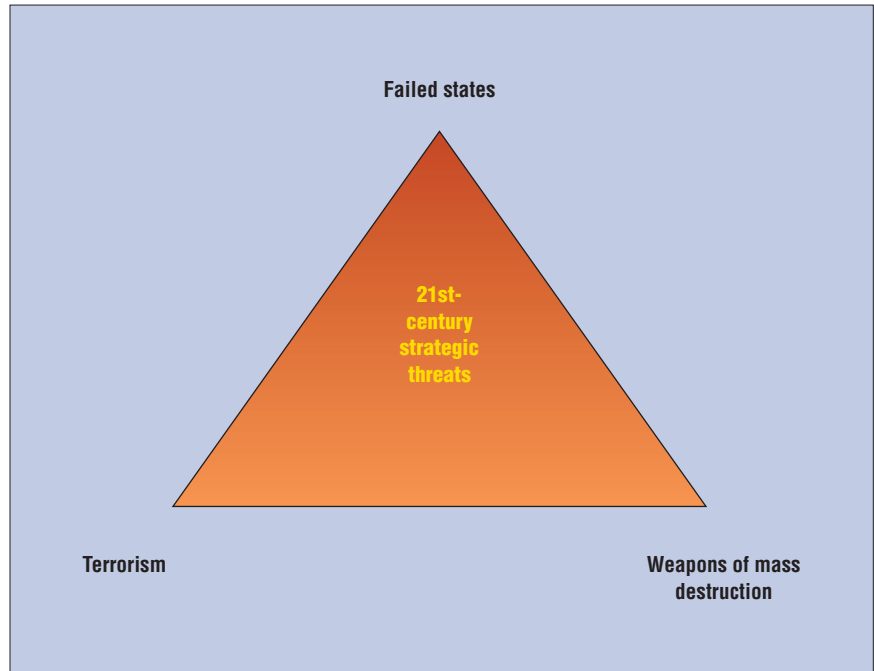 Failed states
21st-
century
strategic
threats
Terrorism
Weapons of mass
destruction